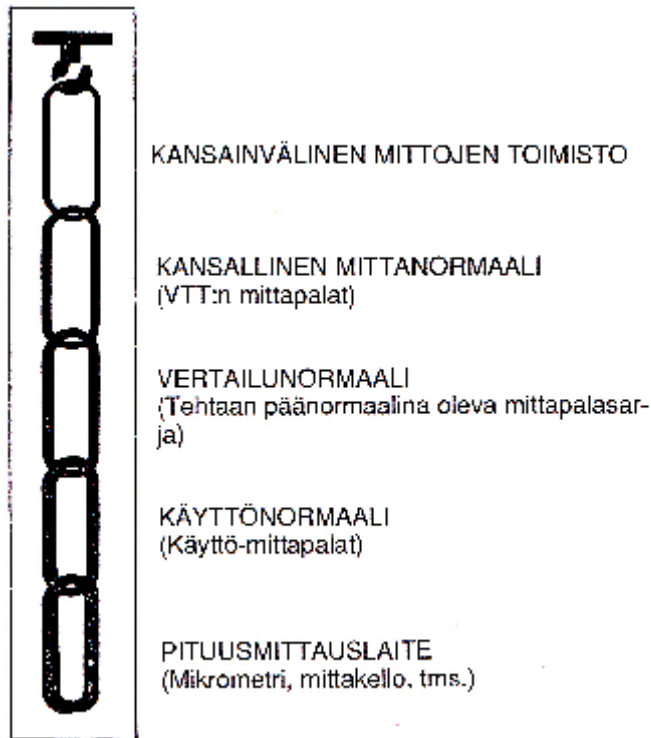 KANSAINVÄLINEN MITTOJEN TOIMISTO
KANSALLINEN MITTANORMAALI
(VTT:n mittapalat)
VERTAILUNORMAALI
(Tehtaan päänormaalina oleva mittapalasar-
ja)
KÄYTTÖNORMAALI
(Käyttö-mittapalat)
PITUUSMITTAUSLAITE
(Mikrometri, mittakello, tms.)